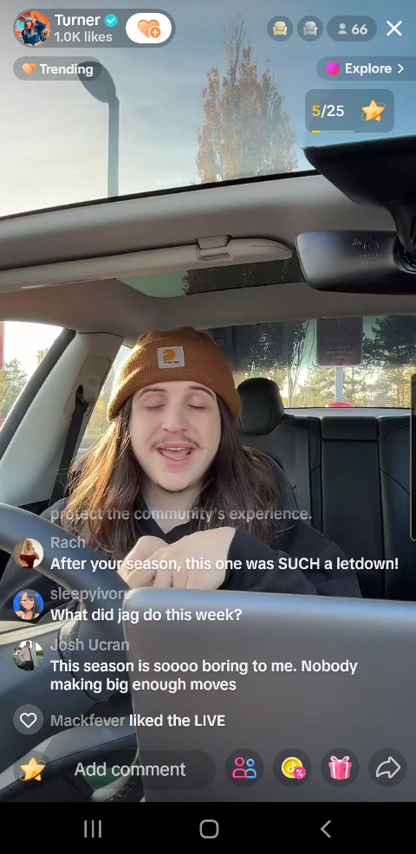 Turner
1.0K likes
66
Trending
Explore
5/25
protect the community's experience.
Rach
After your season, this one was SUCH a letdown!
sleepyivory
What did jag do this week?
Josh Ucran
This season is soooo boring to me. Nobody
making big enough moves
Mackfever liked the LIVE
Add comment